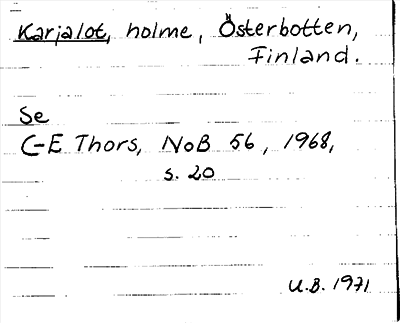 Karjalot, holme, Österbotten,
Finland.
Se
C-E Thors, NoB 56, 1968,
s. 20
U.B. 1971